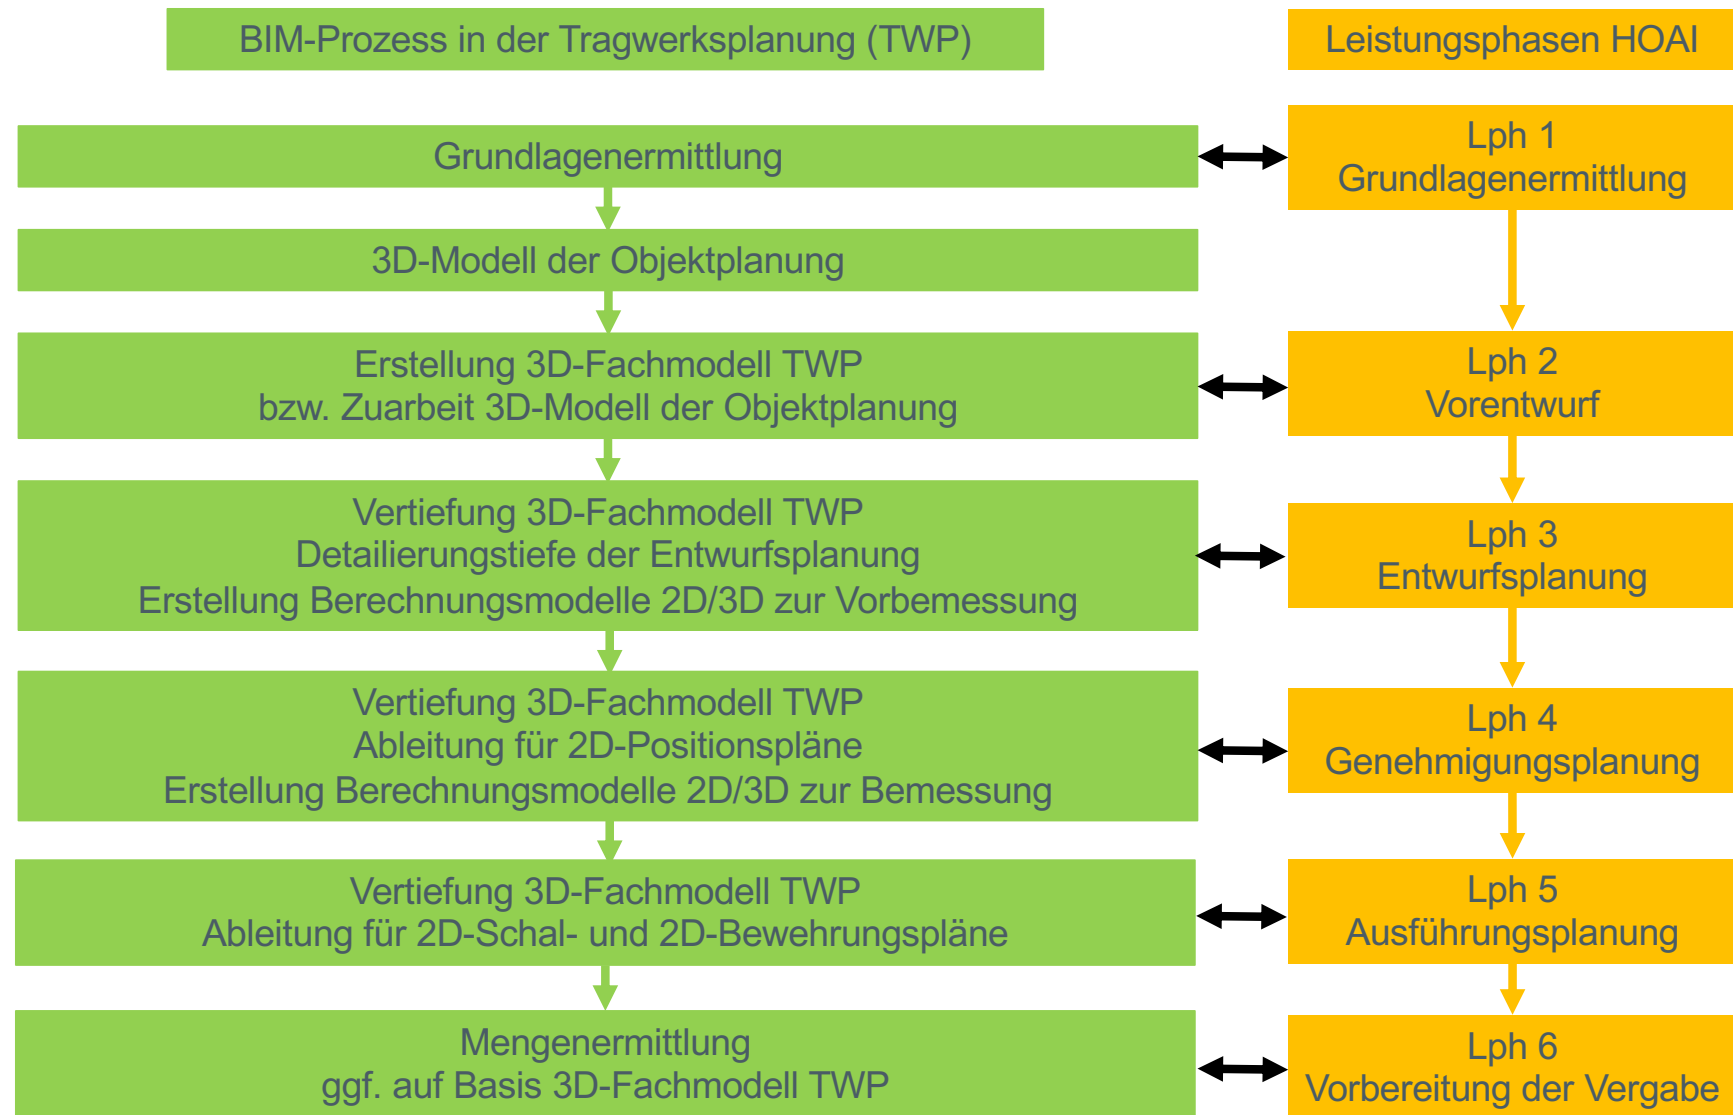 BIM-Prozess in der Tragwerksplanung (TWP)
Leistungsphasen HOAI
Grundlagenermittlung
Lph 1
Grundlagenermittlung
3D-Modell der Objektplanung
Erstellung 3D-Fachmodell TWP
bzw. Zuarbeit 3D-Modell der Objektplanung
Lph 2
Vorentwurf
Vertiefung 3D-Fachmodell TWP
Detailierungstiefe der Entwurfsplanung
Erstellung Berechnungsmodelle 2D/3D zur Vorbemessung
Lph 3
Entwurfsplanung
Vertiefung 3D-Fachmodell TWP
Ableitung für 2D-Positionspläne
Erstellung Berechnungsmodelle 2D/3D zur Bemessung
Lph 4
Genehmigungsplanung
Vertiefung 3D-Fachmodell TWP
Ableitung für 2D-Schal- und 2D-Bewehrungspläne
Lph 5
Ausführungsplanung
Mengenermittlung
ggf. auf Basis 3D-Fachmodell TWP
Lph 6
Vorbereitung der Vergabe